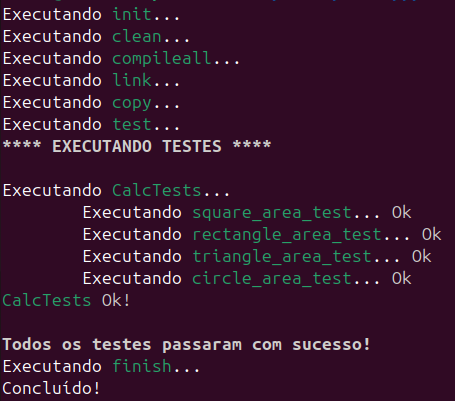 Executando init...
Executando clean...
Executando compileall...
Executando link...
Executando copy...
Executando test...
**** EXECUTANDO TESTES ****
Executando CalcTests...
Executando square_area_test... Ok
Executando rectangle_area_test... Ok
Executando triangle_area_test... Ok
Executando circle_area_test... Ok
CalcTests Ok!
Todos os testes passaram com sucesso!
Executando finish...
Concluído!